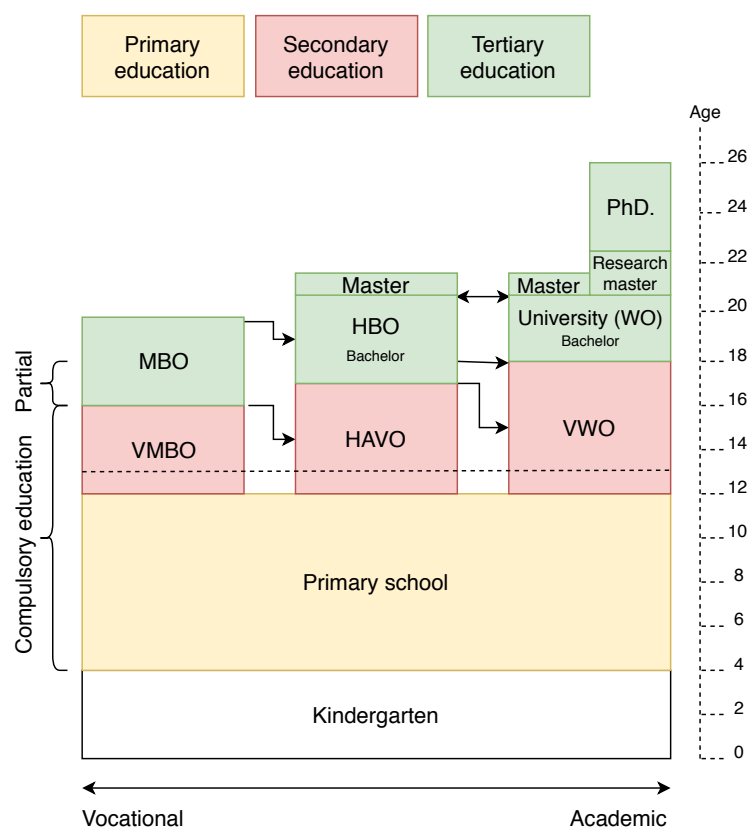 Primary
education
Secondary
education
Tertiary
education
Age
26
PhD.
24
22
Research
master
Master
Master
20
HBO
Bachelor
University (WO)
Bachelor
MBO
18
Partial
16
VMBO
HAVO
VWO
14
12
Compulsory education
10
Primary school
8
6
4
Kindergarten
2
0
Vocational
Academic